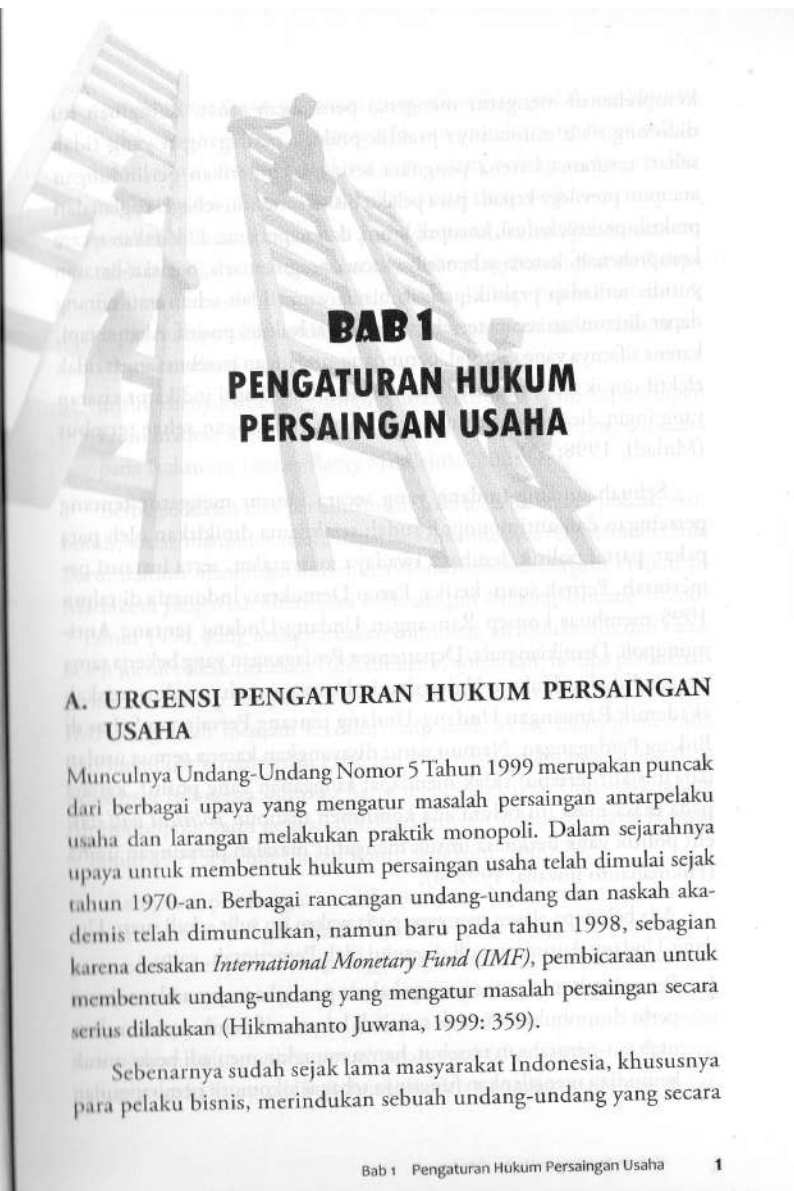 BAB 1
PENGATURAN HUKUM
PERSAINGAN USAHA
A. URGENSI PENGATURAN HUKUM PERSAINGAN
USAHA
Munculnya Undang-Undang Nomor 5 Tahun 1999 merupakan puncak
dari berbagai upaya yang mengatur masalah persaingan antarpelaku
usaha dan larangan melakukan praktik monopoli. Dalam sejarahnya
upaya untuk membentuk hukum persaingan usaha telah dimulai sejak
tahun 1970-an. Berbagai rancangan undang-undang dan naskah aka-
demis telah dimunculkan, namun baru pada tahun 1998, sebagian
karena desakan International Monetary Fund (IMF), pembicaraan untuk
membentuk undang-undang yang mengatur masalah persaingan secara
serius dilakukan (Hikmahanto Juwana, 1999: 359).
Sebenarnya sudah sejak lama masyarakat Indonesia, khususnya
para pelaku bisnis, merindukan sebuah undang-undang yang secara
Bab 1 Pengaturan Hukum Persaingan Usaha 1